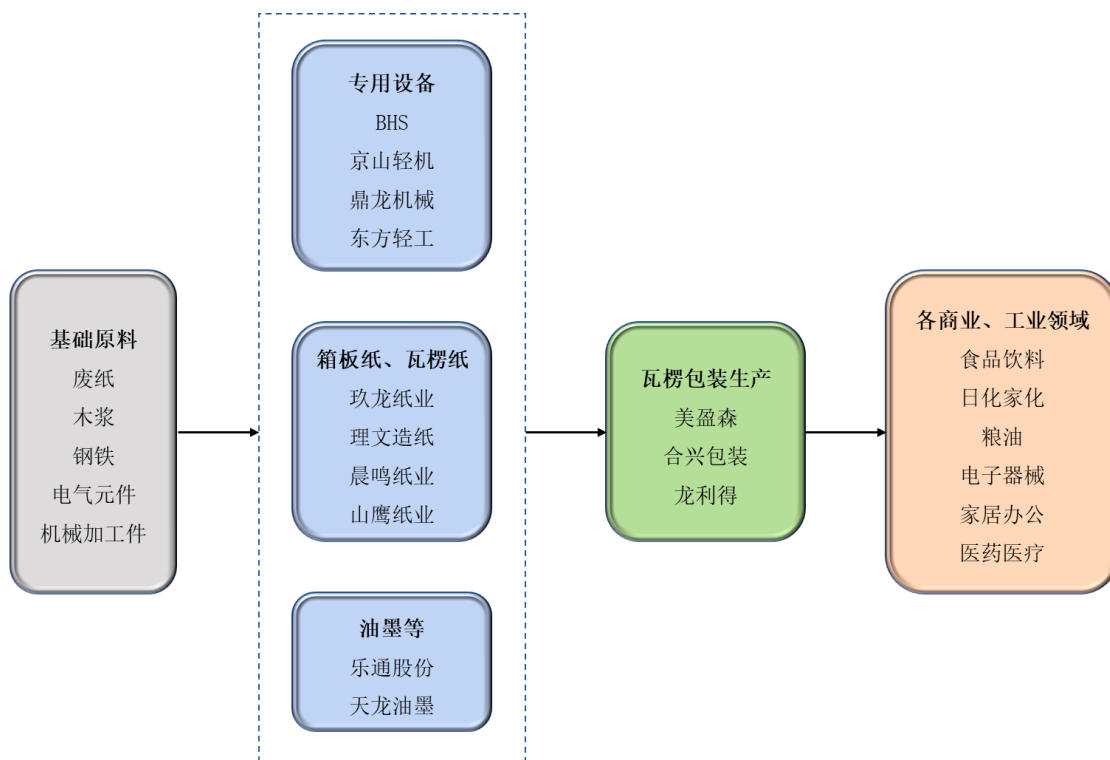 基础原料
废纸
木浆
钢铁
电气元件
机械加工件
专用设备
BHS
京山轻机
鼎龙机械
东方轻工
箱板纸、瓦楞纸
玖龙纸业
理文造纸
晨鸣纸业
山鹰纸业
油墨等
乐通股份
天龙油墨
瓦楞包装生产
美盈森
合兴包装
龙利得
各商业、工业领域
食品饮料
日化家化
粮油
电子器械
家居办公
医药医疗